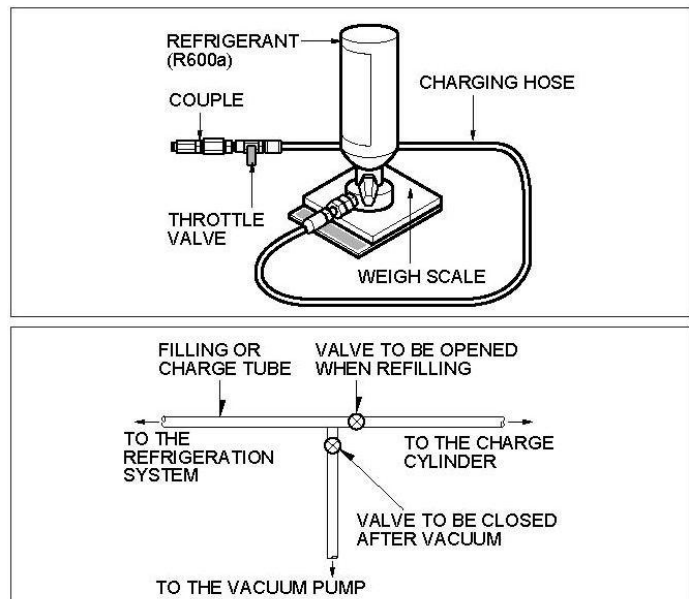 REFRIGERANT
(R600a)
COUPLE
CHARGING HOSE
THROTTLE
VALVE
WEIGH SCALE
FILLING OR
CHARGE TUBE
VALVE TO BE OPENED
WHEN REFILLING
TO THE
REFRIGERATION
SYSTEM
TO THE CHARGE
CYLINDER
VALVE TO BE CLOSED
AFTER VACUUM
TO THE VACUUM PUMP